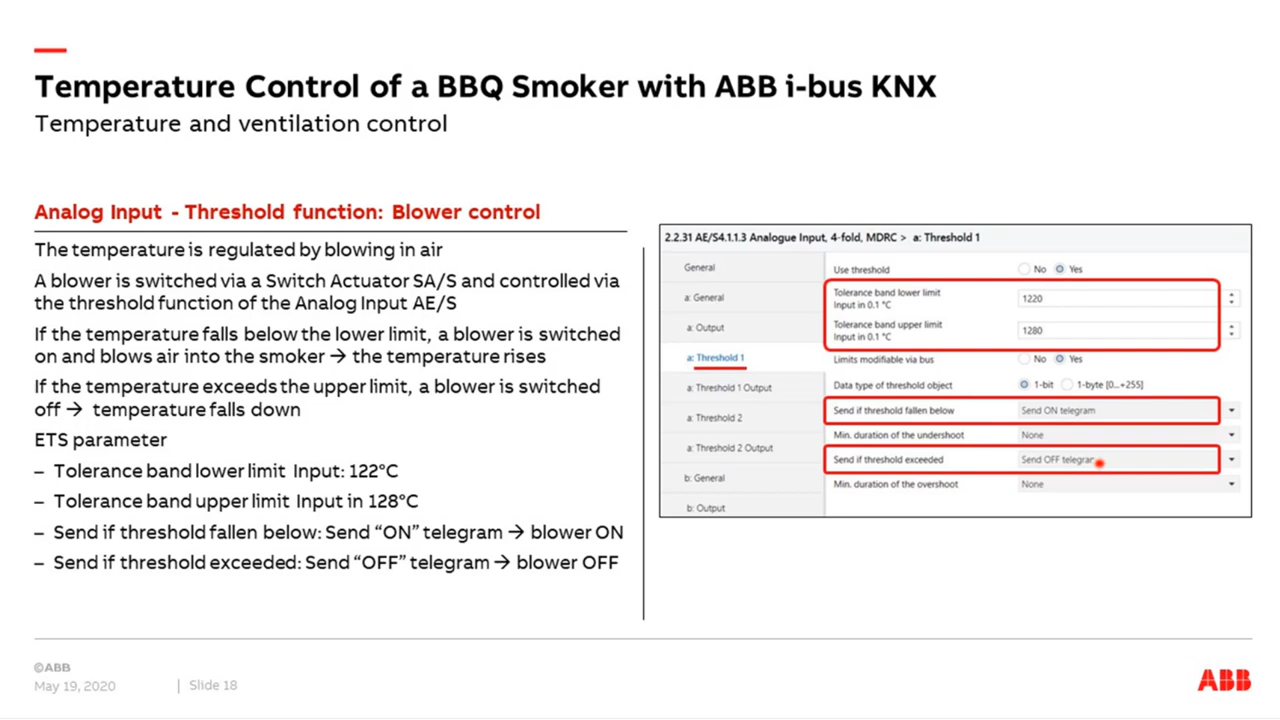 Temperature Control of a BBQ Smoker with ABB i-bus KNX
Temperature and ventilation control
Analog Input - Threshold function: Blower control
The temperature is regulated by blowing in air
A blower is switched via a Switch Actuator SA/S and controlled via
the threshold function of the Analog Input AE/S
If the temperature falls below the lower limit, a blower is switched
on and blows air into the smoker → the temperature rises
If the temperature exceeds the upper limit, a blower is switched
off → temperature falls down
ETS parameter
– Tolerance band lower limit Input: 122°C
– Tolerance band upper limit Input in 128°C
– Send if threshold fallen below: Send “ON” telegram → blower ON
– Send if threshold exceeded: Send “OFF” telegram → blower OFF
2.2.31 AE/S4.1.1.3 Analogue Input, 4-fold, MDRC > a: Threshold 1
General
a: General
a: Output
a: Threshold 1
a: Threshold 1 Output
a: Threshold 2
a: Threshold 2 Output
b: General
b: Output
Use threshold No Yes
Tolerance band lower limit
Input in 0.1 °C
1220
Tolerance band upper limit
Input in 0.1 °C
1280
Limits modifiable via bus No Yes
Data type of threshold object 1-bit 1-byte [0...+255]
Send if threshold fallen below Send ON telegram
Min. duration of the undershoot None
Send if threshold exceeded Send OFF telegram
Min. duration of the overshoot None
©ABB
May 19, 2020 | Slide 18
ABB